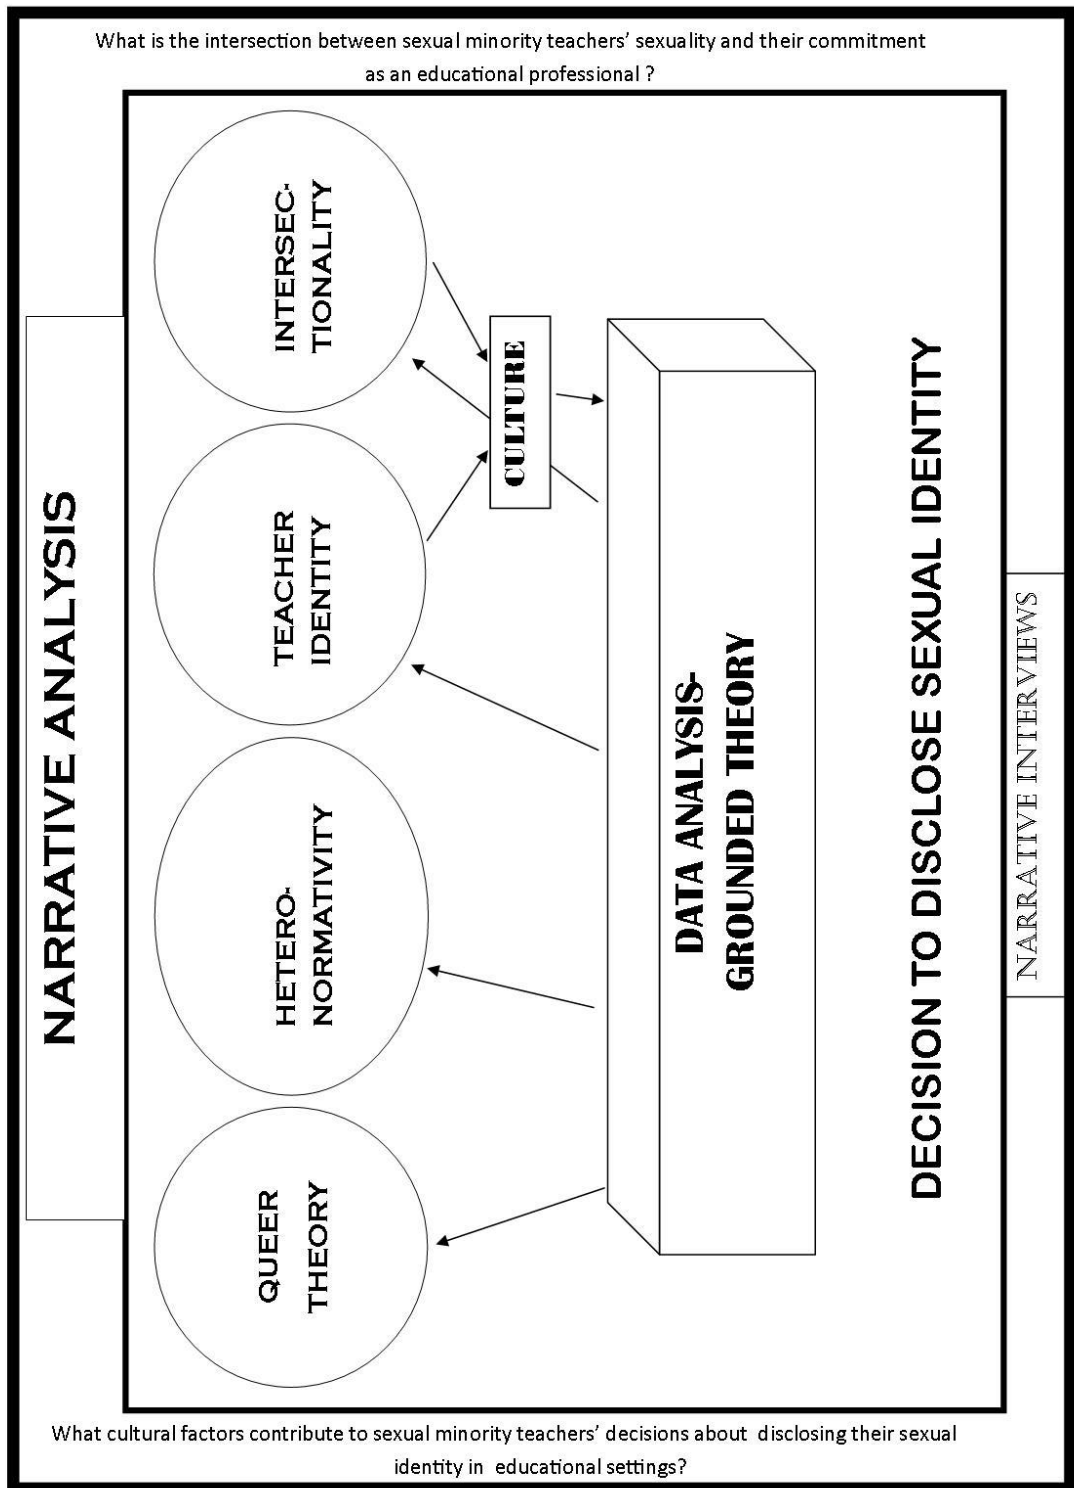 What is the intersection between sexual minority teachers’ sexuality and their commitment
as an educational professional ?
NARRATIVE ANALYSIS
QUEER
THEORY
HETERO-
NORMATIVITY
TEACHER
IDENTITY
INTERSEC-
TIONALITY
CULTURE
DATA ANALYSIS-
GROUNDED THEORY
DECISION TO DISCLOSE SEXUAL IDENTITY
NARRATIVE INTERVIEWS
What cultural factors contribute to sexual minority teachers’ decisions about  disclosing their sexual
identity in  educational settings?